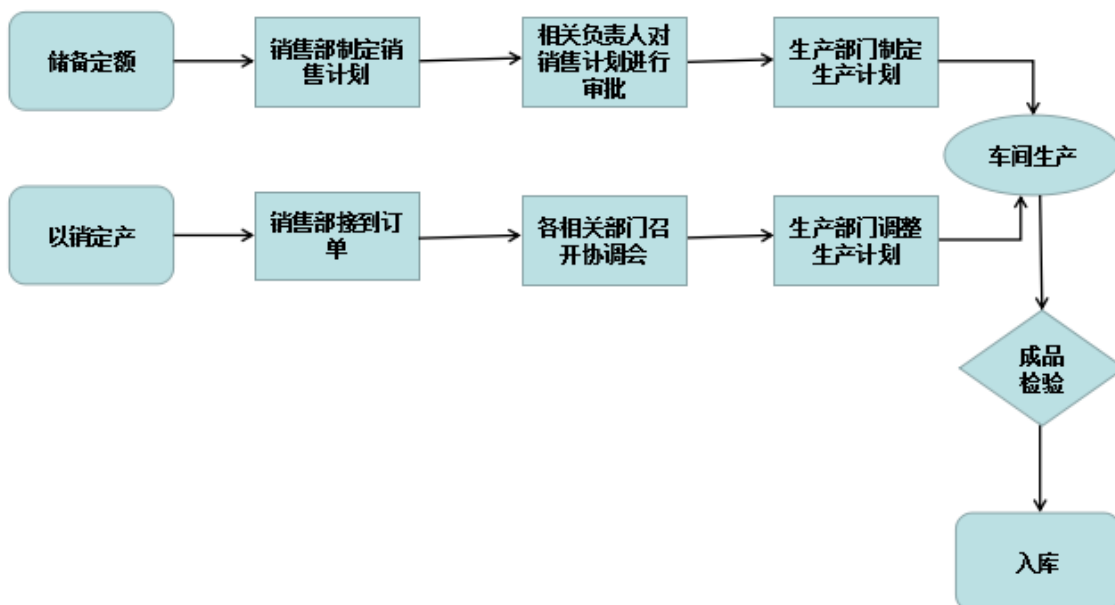 储备定额
销售部制定销
售计划
相关负责人对
销售计划进行
审批
生产部门制定
生产计划
车间生产
以销定产
销售部接到订
单
各相关部门召
开协调会
生产部门调整
生产计划
成品
检验
入库